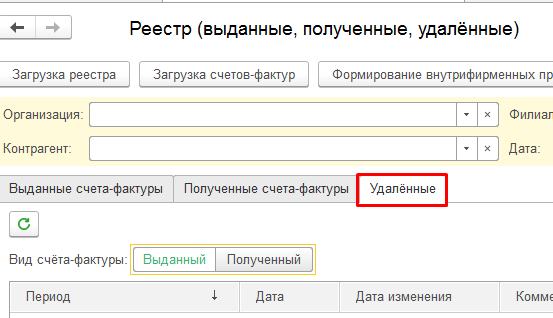 Реестр (выданные, полученные, удалённые)
Загрузка реестра Загрузка счетов-фактур Формирование внутрифирменных пр
Организация: Филиал
Контрагент: Дата:
Выданные счета-фактуры Полученные счета-фактуры Удалённые
Вид счёта-фактуры: Выданный Полученный
Период Дата Дата изменения Комме